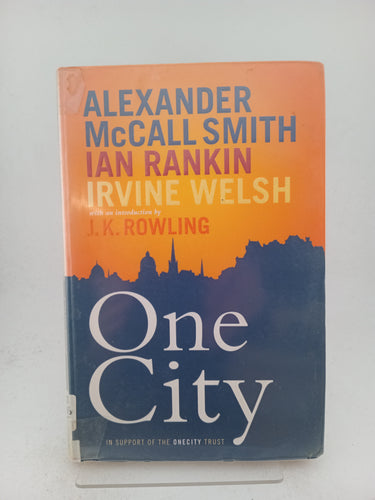 ALEXANDER
McCALL SMITH
IAN RANKIN
IRVINE WELSH
with an introduction by
J.K. ROWLING
One
City
IN SUPPORT OF THE ONECITY TRUST